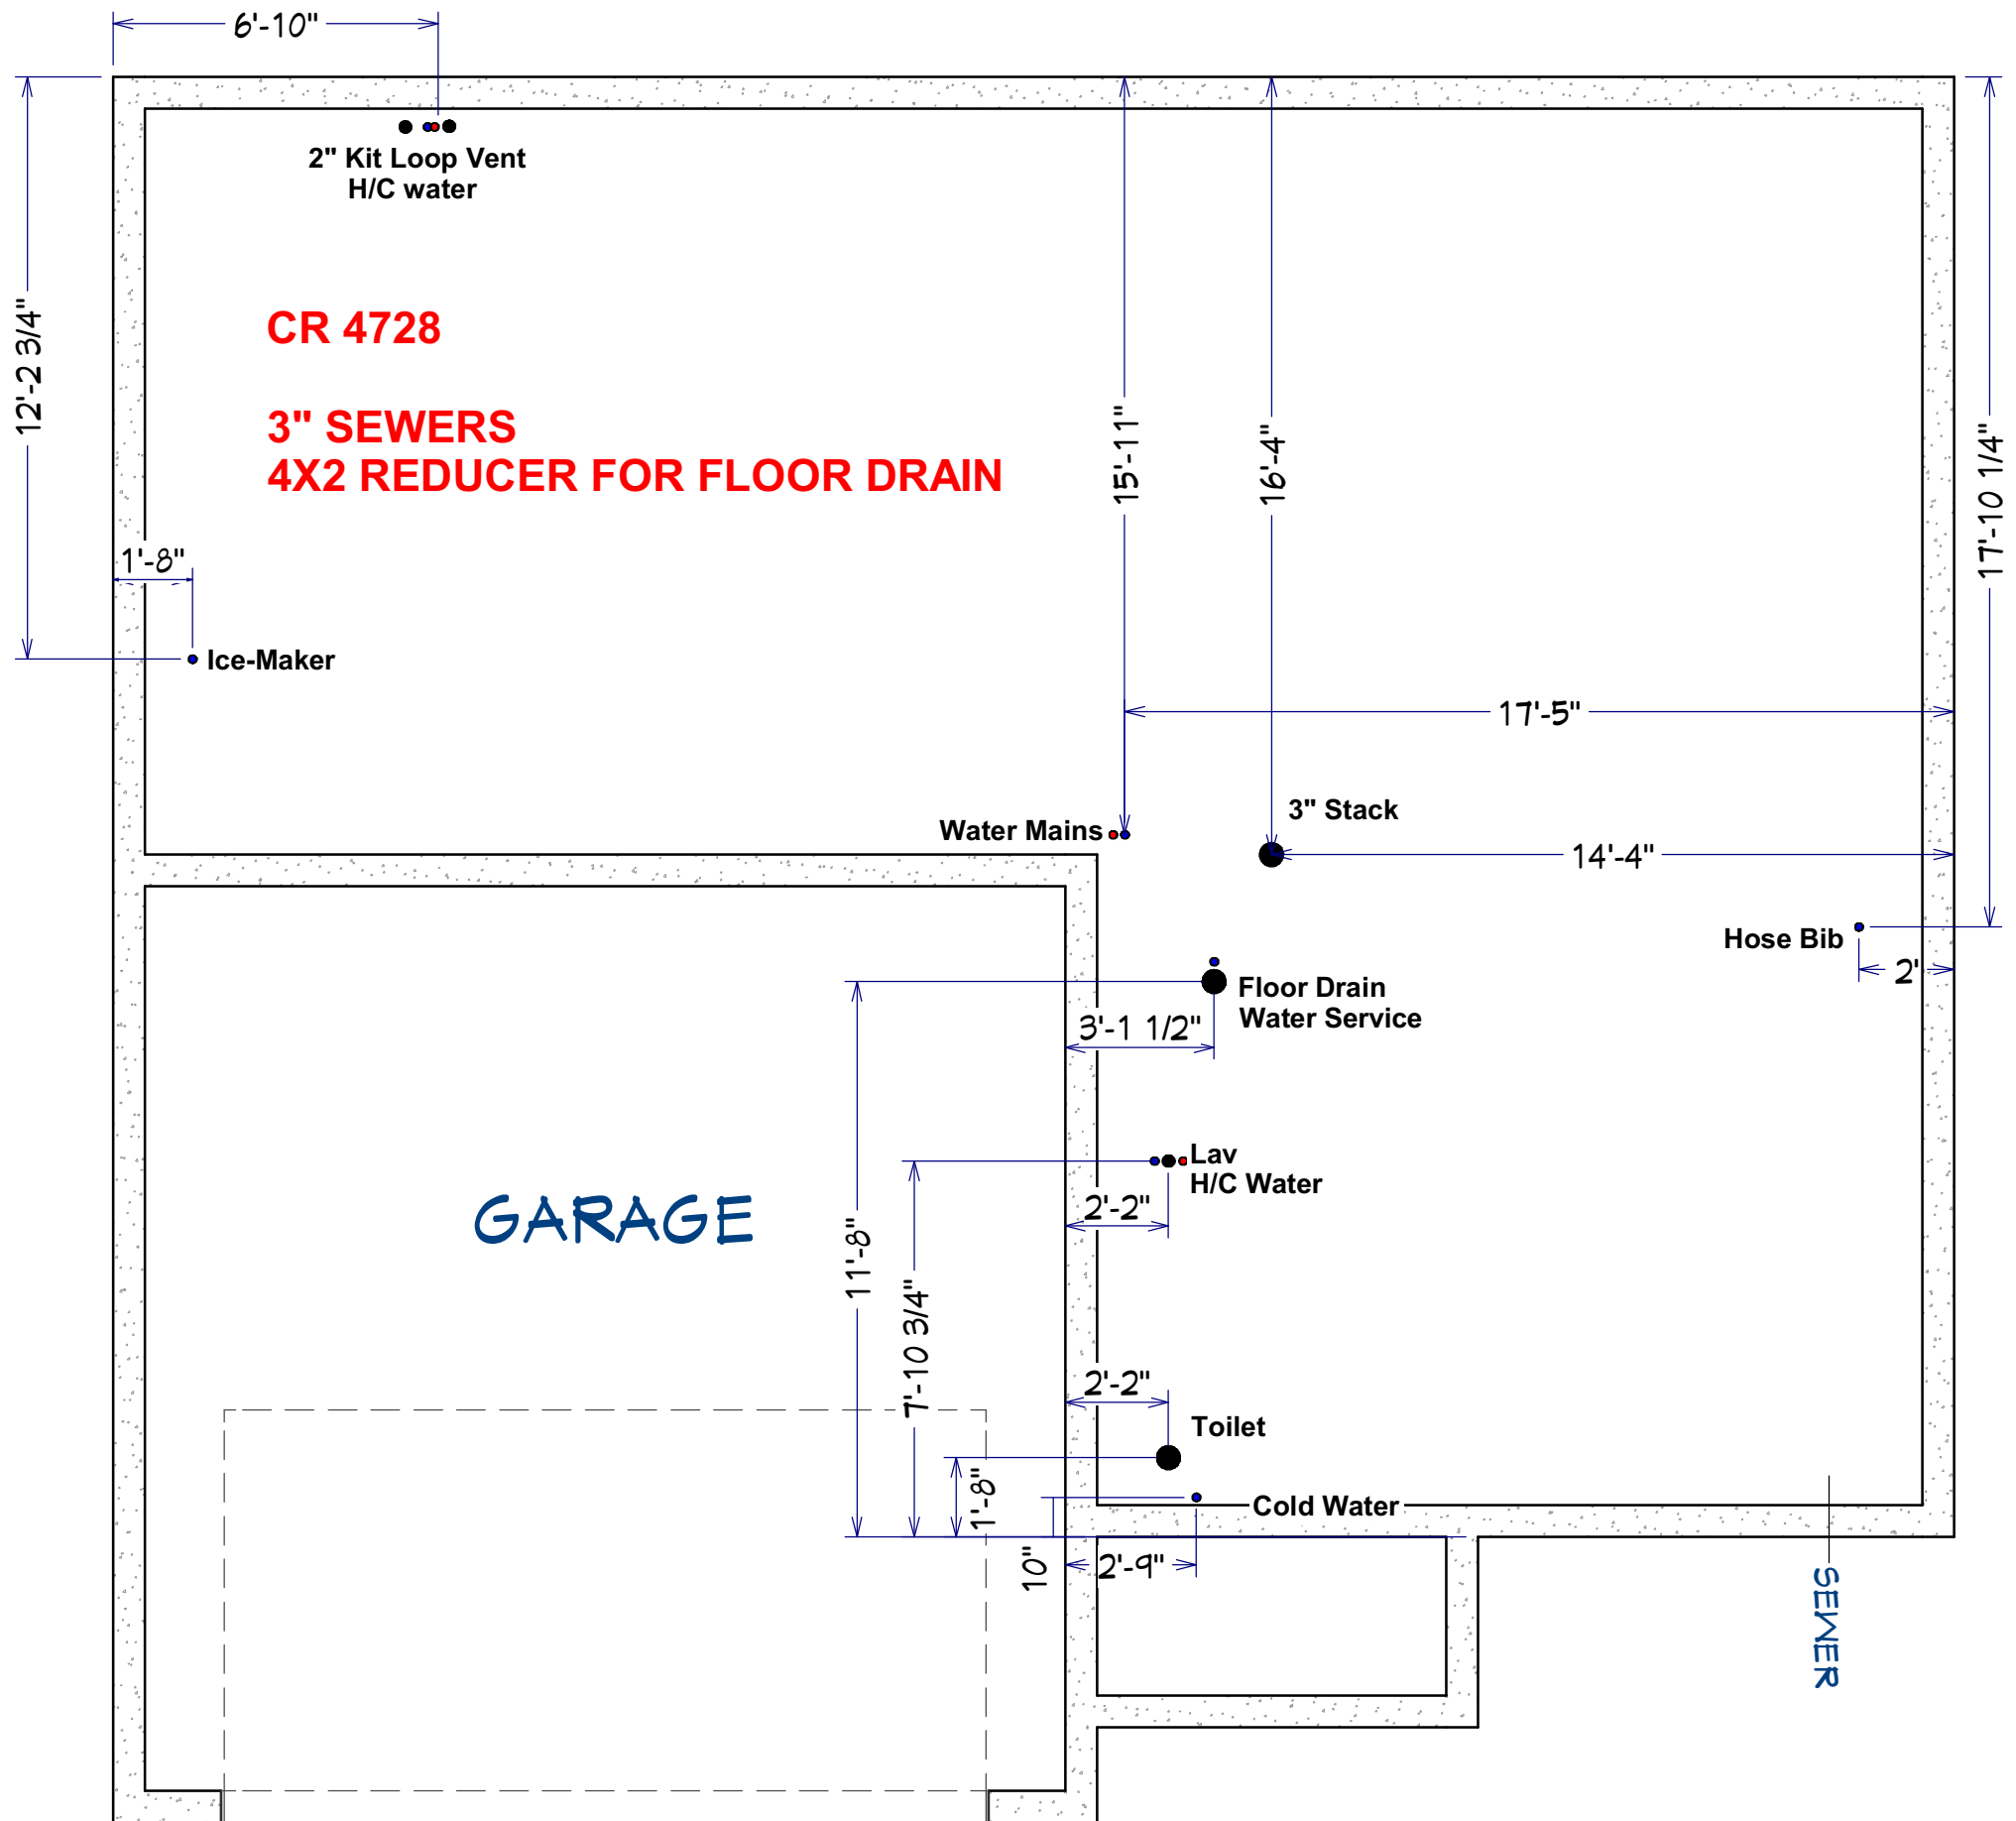 6'-10"
2" Kit Loop Vent
H/C water
12'-2 3/4"
CR 4728
3" SEWERS
4X2 REDUCER FOR FLOOR DRAIN
15'-11"
16'-4"
17'-10 1/4"
1'-8"
Ice-Maker
17'-5"
3" Stack
Water Mains
14'-4"
Hose Bib
2'
Floor Drain
Water Service
3'-1 1/2"
Lav
H/C Water
2'-2"
GARAGE
11'-8"
7'-10 3/4"
2'-2"
Toilet
1'-8"
Cold Water
10"
2'-9"
SEWER